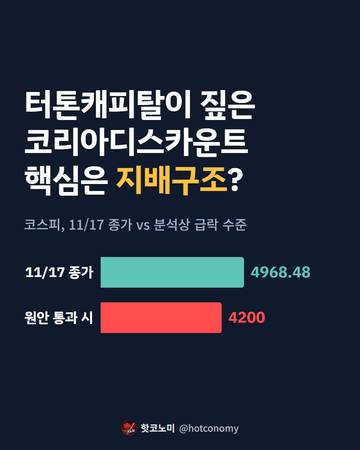 터톤캐피탈이 짚은
코리아디스카운트
핵심은 지배구조?
코스피, 11/17 종가 vs 분석상 급락 수준
11/17 종가 4968.48
원안 통과 시 4200
핫코노미 @hotconomy